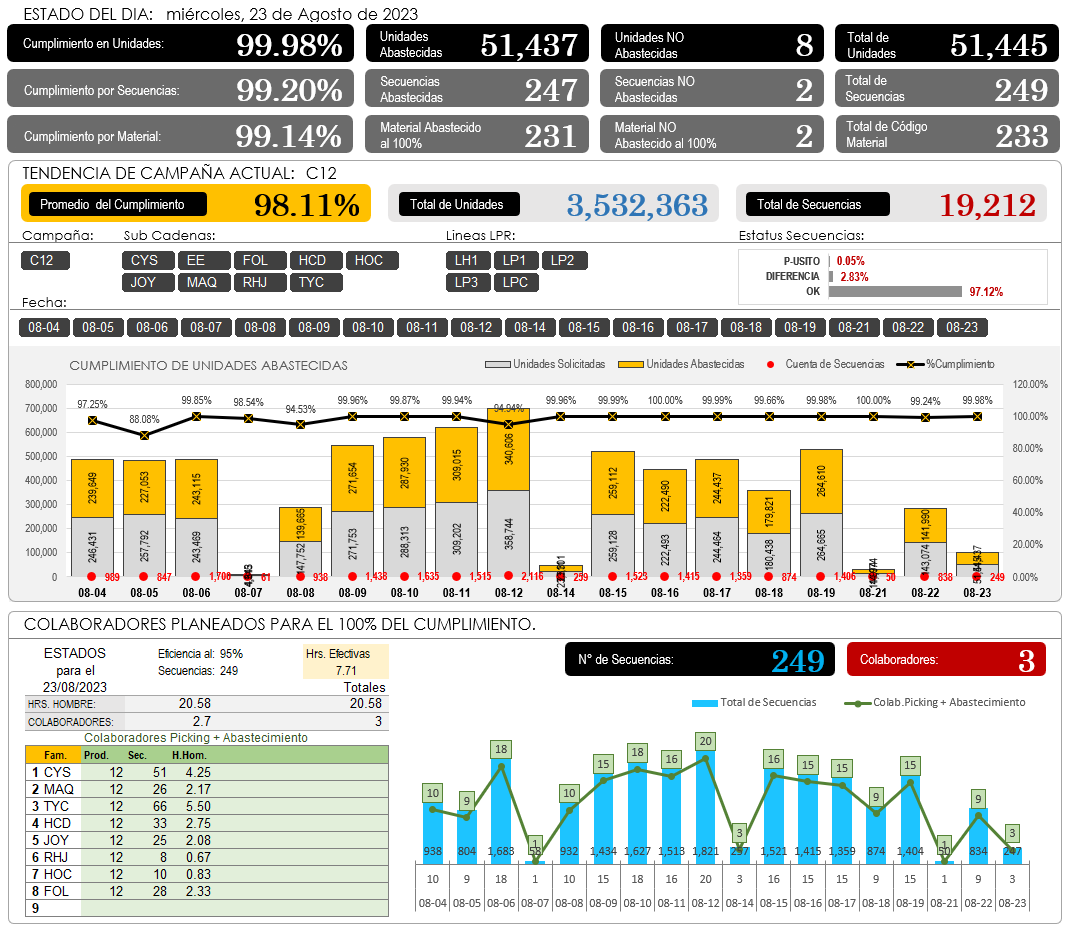 ESTADO DEL DIA: miércoles, 23 de Agosto de 2023
Cumplimiento en Unidades: 99.98%
Unidades Abastecidas 51,437
Unidades NO Abastecidas 8
Total de Unidades 51,445
Cumplimiento por Secuencias: 99.20%
Secuencias Abastecidas 247
Secuencias NO Abastecidas 2
Total de Secuencias 249
Cumplimiento por Material: 99.14%
Material Abastecido al 100% 231
Material NO Abastecido al 100% 2
Total de Código Material 233
TENDENCIA DE CAMPAÑA ACTUAL: C12
Promedio del Cumplimiento 98.11%
Total de Unidades 3,532,363
Total de Secuencias 19,212
Campaña: Sub Cadenas: Lineas LPR: Estatus Secuencias:
C12 CYS EE FOL HCD HOC LH1 LP1 LP2
JOY MAQ RHJ TYC LP3 LPC
P-USITO 0.05%
DIFERENCIA 2.83%
OK 97.12%
Fecha:
08-04 08-05 08-06 08-07 08-08 08-09 08-10 08-11 08-12 08-14 08-15 08-16 08-17 08-18 08-19 08-21 08-22 08-23
CUMPLIMIENTO DE UNIDADES ABASTECIDAS
Unidades Solicitadas Unidades Abastecidas Cuenta de Secuencias %Cumplimiento
800,000 700,000 600,000 500,000 400,000 300,000 200,000 100,000 0
120.00% 100.00% 80.00% 60.00% 40.00% 20.00% 0.00%
97.25% 88.08% 99.85% 98.54% 94.53% 99.96% 99.87% 99.94% 94.94% 99.96% 99.99% 100.00% 99.99% 99.66% 99.98% 100.00% 99.24% 99.98%
239,649 227,053 243,115 139,665 271,654 287,930 309,015 340,606 259,112 222,490 244,437 179,821 264,610 141,990
246,431 257,792 243,469 147,752 271,753 288,313 309,202 358,744 259,128 222,493 244,464 180,438 264,665 143,074
989 847 1,708 61 938 1,438 1,635 1,515 2,116 259 1,523 1,415 1,359 874 1,406 50 838 249
08-04 08-05 08-06 08-07 08-08 08-09 08-10 08-11 08-12 08-14 08-15 08-16 08-17 08-18 08-19 08-21 08-22 08-23
COLABORADORES PLANEADOS PARA EL 100% DEL CUMPLIMIENTO.
ESTADOS para el 23/08/2023
Eficiencia al: 95%
Secuencias: 249
Hrs. Efectivas
7.71
Totales
HRS. HOMBRE: 20.58 20.58
COLABORADORES: 2.7 3
Colaboradores Picking + Abastecimiento
Fam. Prod. Sec. H.Hom.
1 CYS 12 51 4.25
2 MAQ 12 26 2.17
3 TYC 12 66 5.50
4 HCD 12 33 2.75
5 JOY 12 25 2.08
6 RHJ 12 8 0.67
7 HOC 12 10 0.83
8 FOL 12 28 2.33
9
N° de Secuencias: 249
Colaboradores: 3
Total de Secuencias Colab.Picking + Abastecimiento
10 9 18 1 10 15 18 16 20 3 16 15 15 9 15 1 9 3
938 804 1,683 58 932 1,434 1,627 1,513 1,821 257 1,521 1,415 1,359 874 1,404 50 834 247
10 9 18 1 10 15 18 16 20 3 16 15 15 9 15 1 9 3
08-04 08-05 08-06 08-07 08-08 08-09 08-10 08-11 08-12 08-14 08-15 08-16 08-17 08-18 08-19 08-21 08-22 08-23